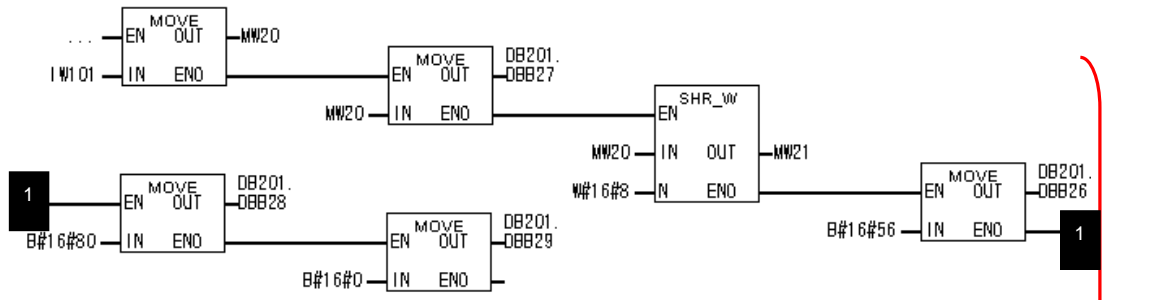 MOVE
... EN OUT MW20
IW101 IN ENO
MOVE DB201.
EN OUT DBB27
MW20 IN ENO
SHR_W
EN
MW20 IN OUT MW21
W#16#8 N ENO
MOVE DB201.
EN OUT DBB26
B#16#56 IN ENO 1
1 MOVE DB201.
EN OUT DBB28
B#16#80 IN ENO
MOVE DB201.
EN OUT DBB29
B#16#0 IN ENO